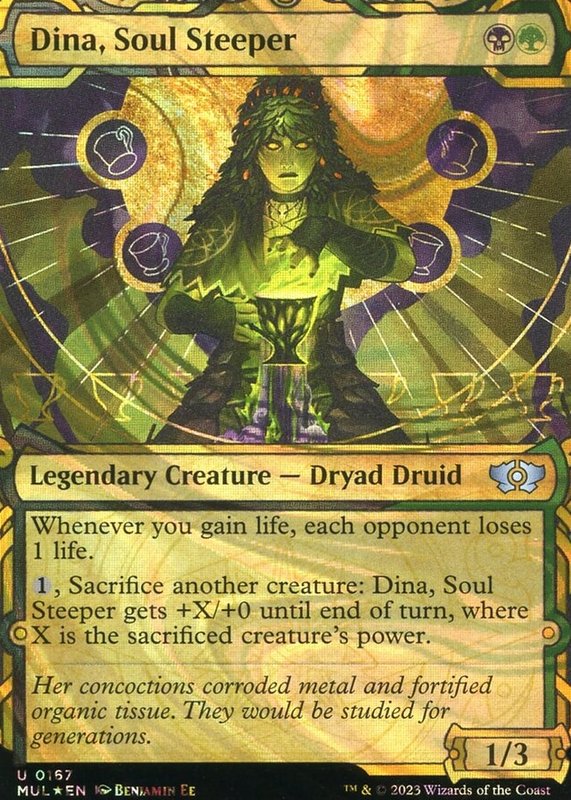 Dina, Soul Steeper
Legendary Creature — Dryad Druid
Whenever you gain life, each opponent loses
1 life.
1, Sacrifice another creature: Dina, Soul
Steeper gets +X/+0 until end of turn, where
X is the sacrificed creature's power.
Her concoctions corroded metal and fortified
organic tissue. They would be studied for
generations.
1/3
U 0167
MUL★EN Benjamin Ee
™ & © 2023 Wizards of the Coast